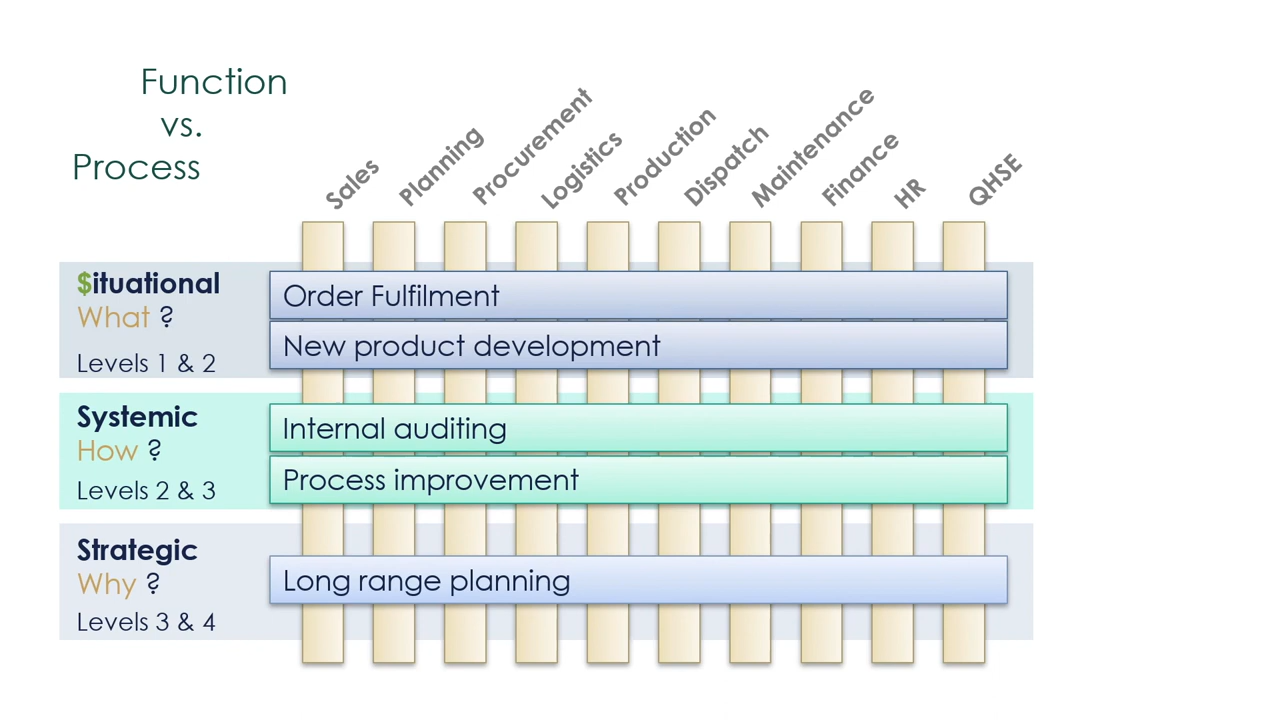 Function
vs.
Process
Sales
Planning
Procurement
Logistics
Production
Dispatch
Maintenance
Finance
HR
QHSE
$ituational
What ?
Levels 1 & 2
Order Fulfilment
New product development
Systemic
How ?
Levels 2 & 3
Internal auditing
Process improvement
Strategic
Why ?
Levels 3 & 4
Long range planning